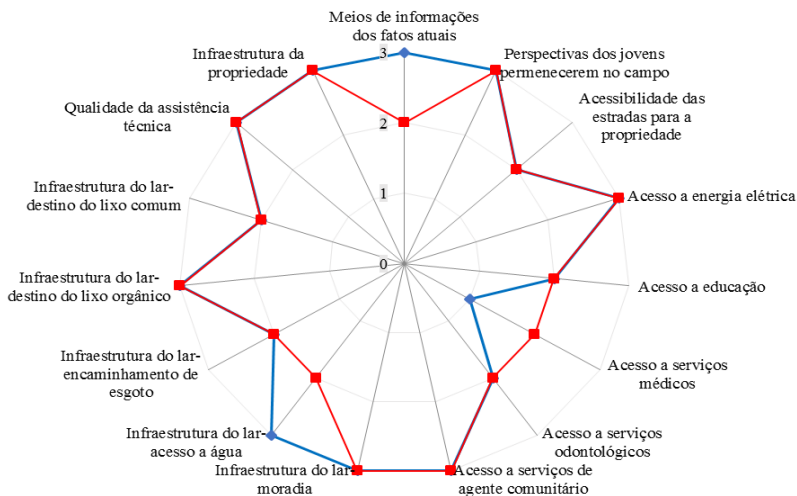 Meios de informações
dos fatos atuais
Perspectivas dos jovens
permenecerem no campo
Acessibilidade das
estradas para a
propriedade
Acesso a energia elétrica
Acesso a educação
Acesso a serviços
médicos
Acesso a serviços
odontológicos
Acesso a serviços de
agente comunitário
Infraestrutura do lar-
moradia
Infraestrutura do lar-
acesso a água
Infraestrutura do lar-
encaminhamento de
esgoto
Infraestrutura do lar-
destino do lixo orgânico
Infraestrutura do lar-
destino do lixo comum
Qualidade da assistência
técnica
Infraestrutura da
propriedade
3
2
1
0